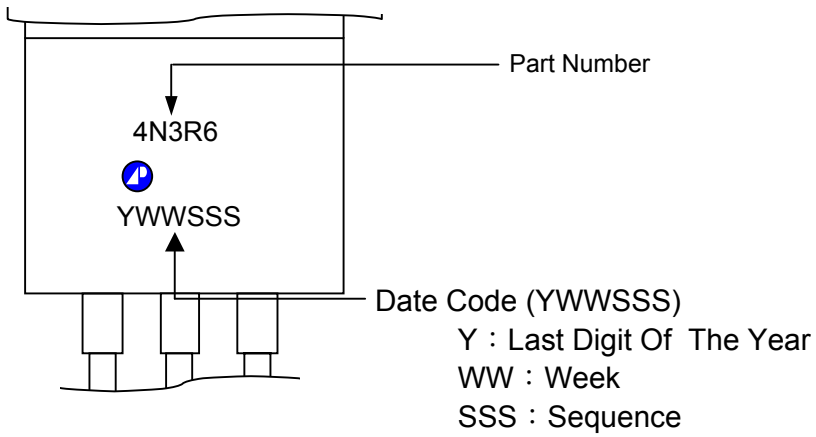 Part Number
4N3R6
YWWSSS
Date Code (YWWSSS)
Y：Last Digit Of The Year
WW：Week
SSS：Sequence